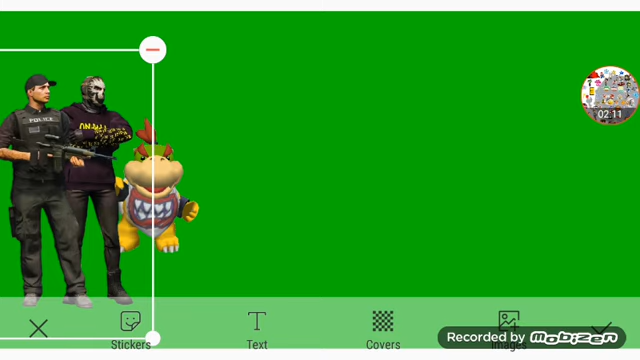 02:11
POLICE
Stickers
Text
Covers
Images
Recorded by mobizen